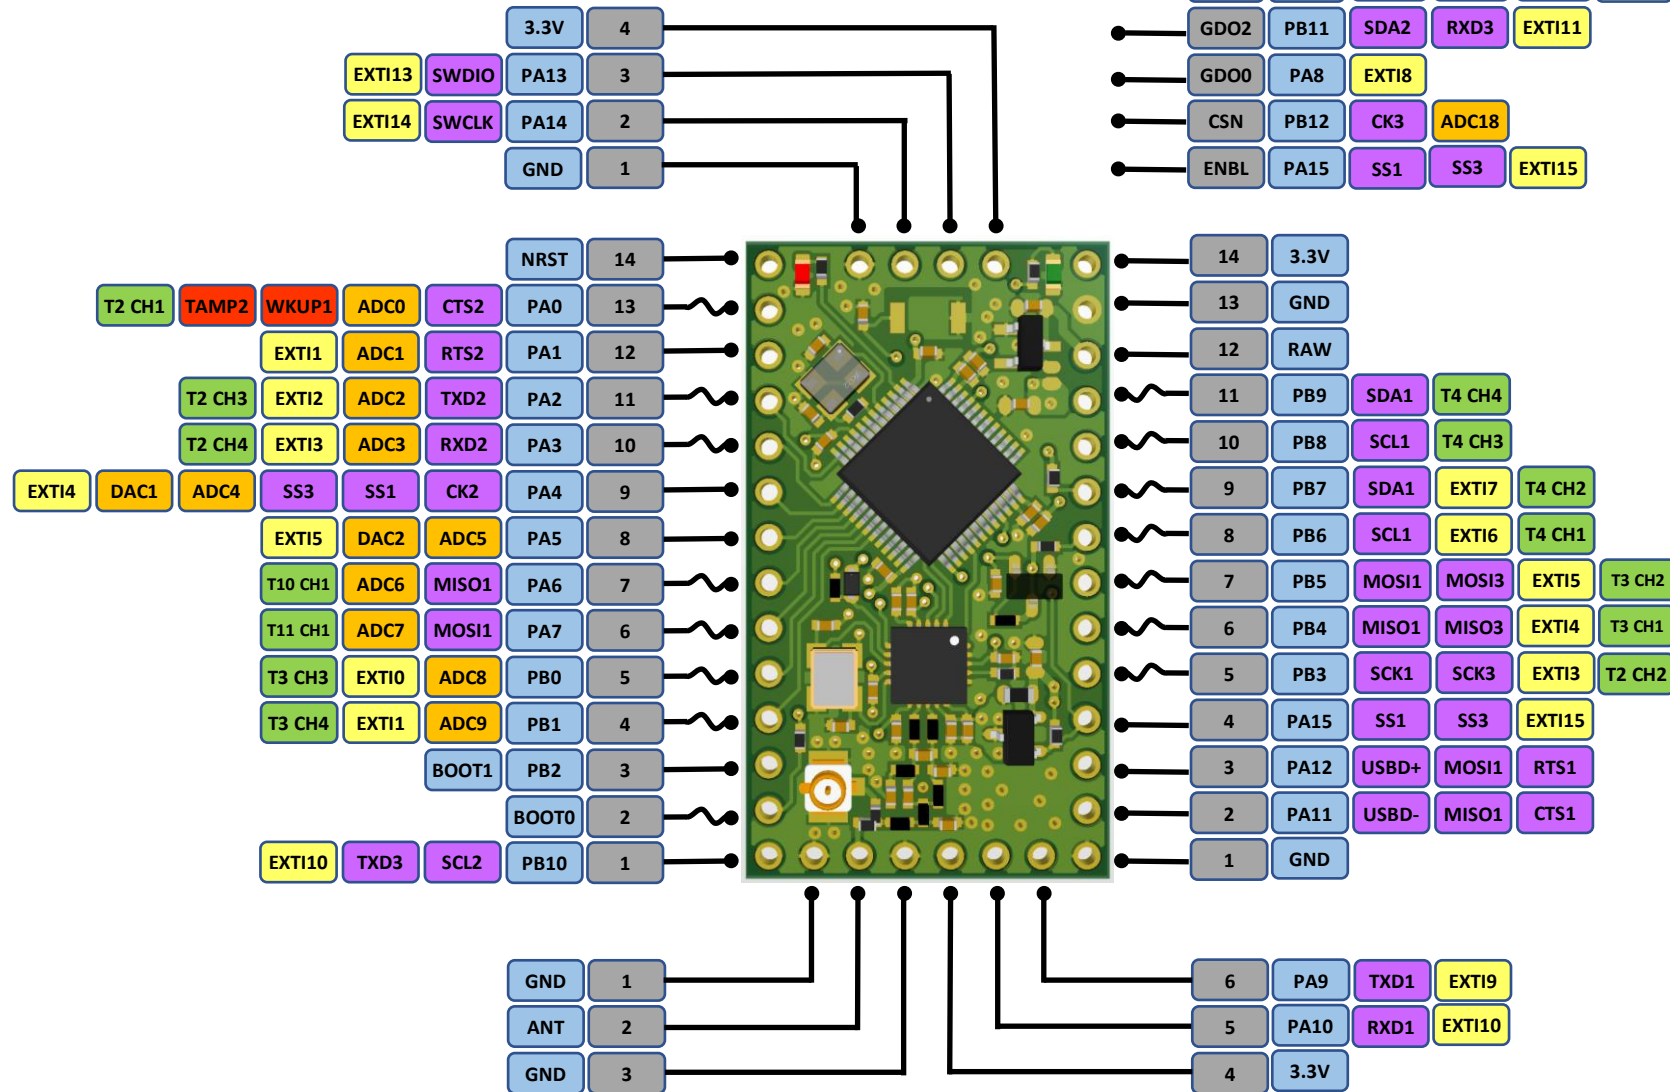 3.3V 4
EXTI13 SWDIO PA13 3
EXTI14 SWCLK PA14 2
GND 1
GDO2 PB11 SDA2 RXD3 EXTI11
GDO0 PA8 EXTI8
CSN PB12 CK3 ADC18
ENBL PA15 SS1 SS3 EXTI15
NRST 14
T2 CH1 TAMP2 WKUP1 ADC0 CTS2 PA0 13
EXTI1 ADC1 RTS2 PA1 12
T2 CH3 EXTI2 ADC2 TXD2 PA2 11
T2 CH4 EXTI3 ADC3 RXD2 PA3 10
EXTI4 DAC1 ADC4 SS3 SS1 CK2 PA4 9
EXTI5 DAC2 ADC5 PA5 8
T10 CH1 ADC6 MISO1 PA6 7
T11 CH1 ADC7 MOSI1 PA7 6
T3 CH3 EXTI0 ADC8 PB0 5
T3 CH4 EXTI1 ADC9 PB1 4
BOOT1 PB2 3
BOOT0 2
EXTI10 TXD3 SCL2 PB10 1
14 3.3V
13 GND
12 RAW
11 PB9 SDA1 T4 CH4
10 PB8 SCL1 T4 CH3
9 PB7 SDA1 EXTI7 T4 CH2
8 PB6 SCL1 EXTI6 T4 CH1
7 PB5 MOSI1 MOSI3 EXTI5 T3 CH2
6 PB4 MISO1 MISO3 EXTI4 T3 CH1
5 PB3 SCK1 SCK3 EXTI3 T2 CH2
4 PA15 SS1 SS3 EXTI15
3 PA12 USBD+ MOSI1 RTS1
2 PA11 USBD- MISO1 CTS1
1 GND
GND 1
ANT 2
GND 3
6 PA9 TXD1 EXTI9
5 PA10 RXD1 EXTI10
4 3.3V